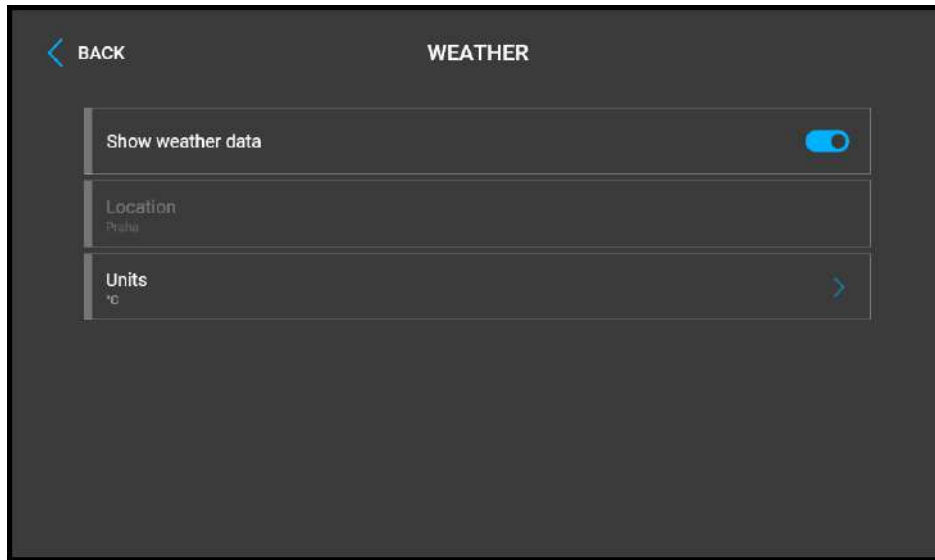 BACK
WEATHER
Show weather data
Location
Praha
Units
°C